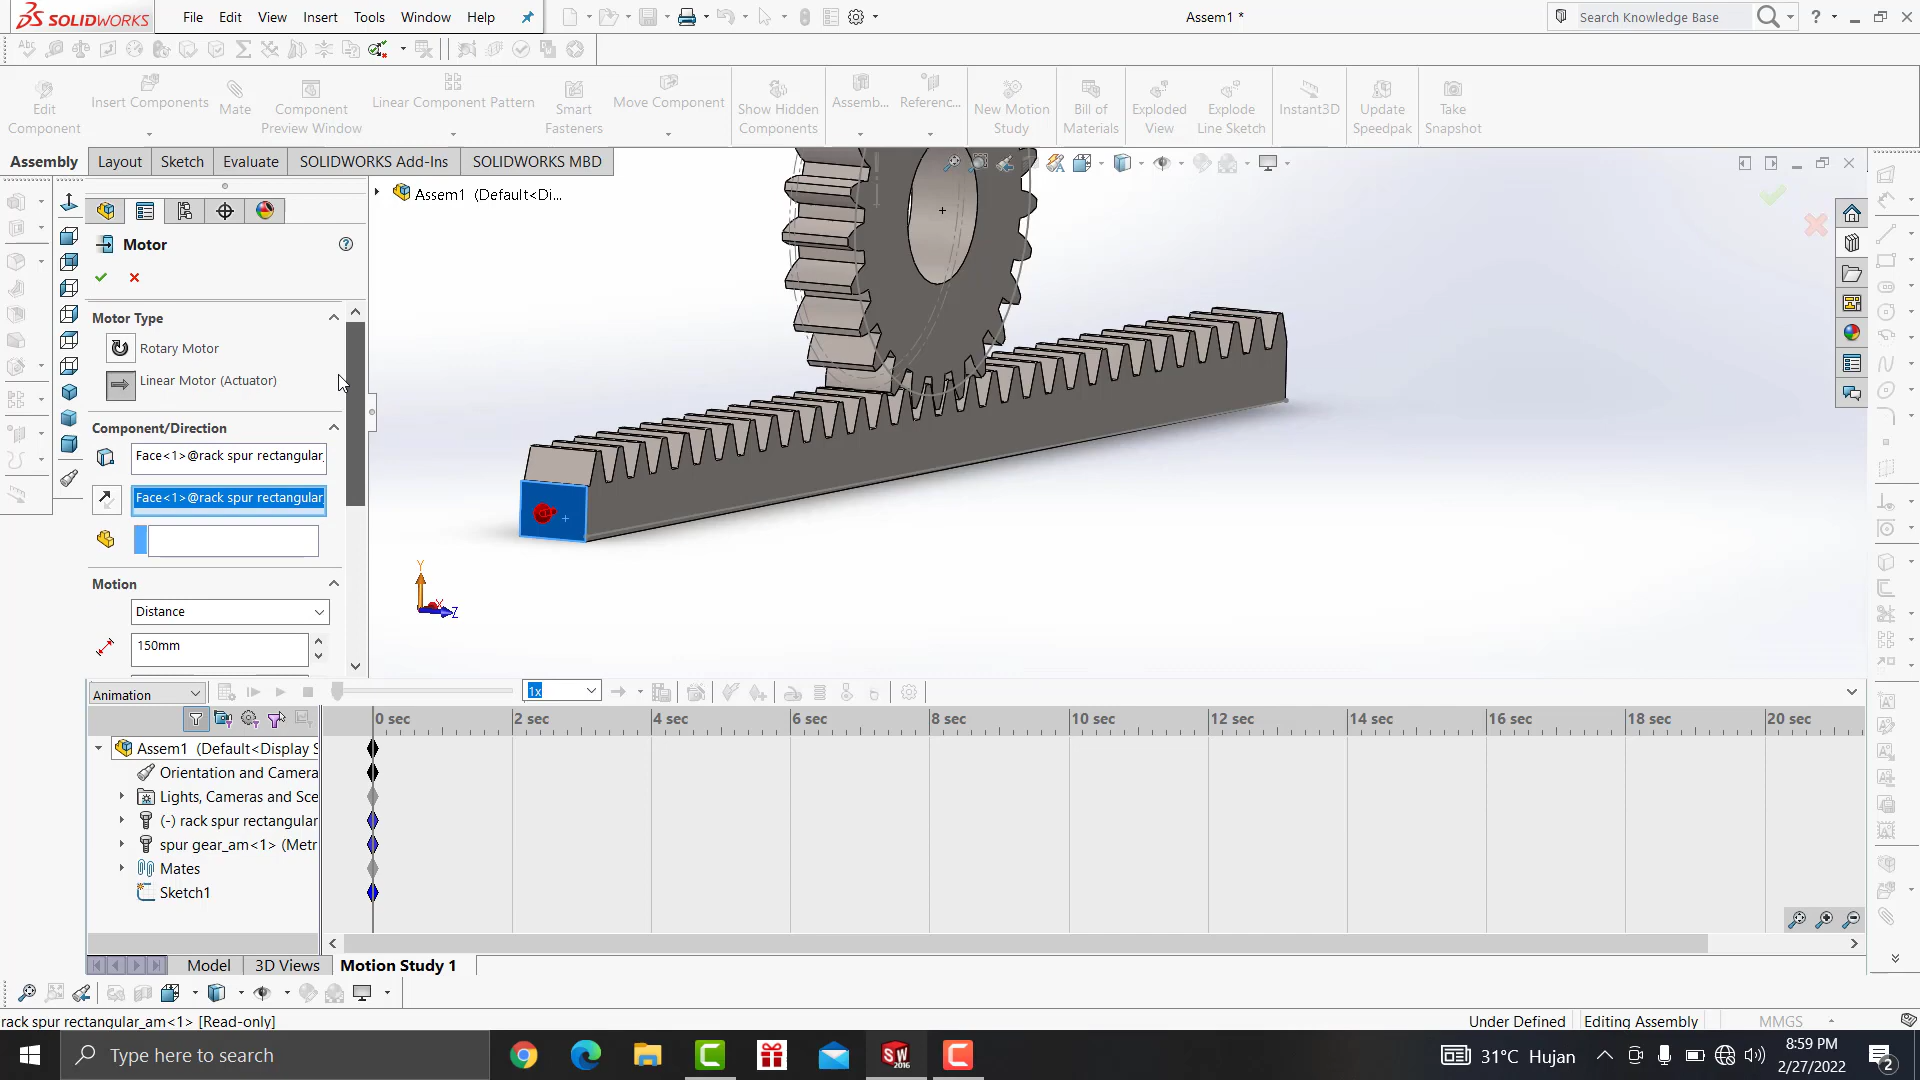 SOLIDWORKS File Edit View Insert Tools Window Help Assem1 * Search Knowledge Base ?
Edit Component
Insert Components
Mate
Component Preview Window
Linear Component Pattern
Smart Fasteners
Move Component
Show Hidden Components
Assemb...
Referenc...
New Motion Study
Bill of Materials
Exploded View
Explode Line Sketch
Instant3D
Update Speedpak
Take Snapshot
Assembly Layout Sketch Evaluate SOLIDWORKS Add-Ins SOLIDWORKS MBD
Assem1 (Default<Di...
Motor
Motor Type
Rotary Motor
Linear Motor (Actuator)
Component/Direction
Face<1>@rack spur rectangular
Face<1>@rack spur rectangular
Motion
Distance
150mm
Y
X
Z
Animation 1x
0 sec 2 sec 4 sec 6 sec 8 sec 10 sec 12 sec 14 sec 16 sec 18 sec 20 sec
Assem1 (Default<Display S
Orientation and Camera
Lights, Cameras and Sce
(-) rack spur rectangular
spur gear_am<1> (Metr
Mates
Sketch1
Model 3D Views Motion Study 1
rack spur rectangular_am<1> [Read-only] Under Defined Editing Assembly MMGS
Type here to search
SW
2016
31°C Hujan
8:59 PM
2/27/2022
2